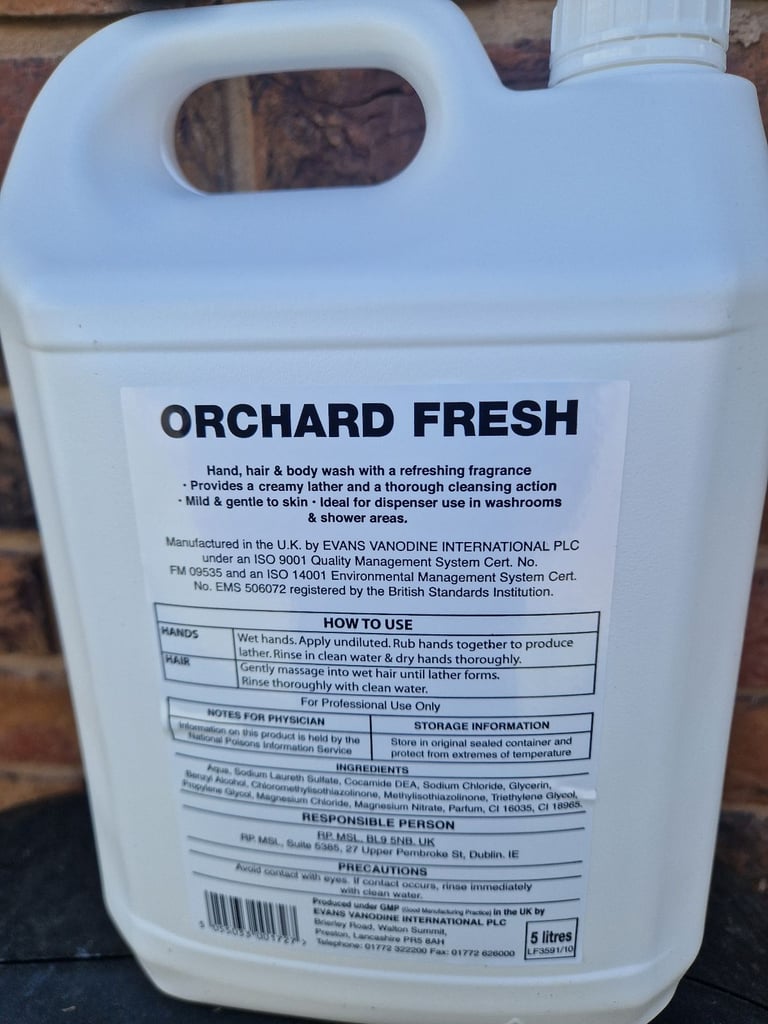 ORCHARD FRESH
Hand, hair & body wash with a refreshing fragrance
· Provides a creamy lather and a thorough cleansing action
· Mild & gentle to skin · Ideal for dispenser use in washrooms
& shower areas.
Manufactured in the U.K. by EVANS VANODINE INTERNATIONAL PLC
under an ISO 9001 Quality Management System Cert. No.
FM 09535 and an ISO 14001 Environmental Management System Cert.
No. EMS 506072 registered by the British Standards Institution.
HOW TO USE
HANDS
Wet hands. Apply undiluted. Rub hands together to produce
lather. Rinse in clean water & dry hands thoroughly.
HAIR
Gently massage into wet hair until lather forms.
Rinse thoroughly with clean water.
For Professional Use Only
NOTES FOR PHYSICIAN
Information on this product is held by the
National Poisons Information Service
STORAGE INFORMATION
Store in original sealed container and
protect from extremes of temperature
INGREDIENTS
Aqua, Sodium Laureth Sulfate, Cocamide DEA, Sodium Chloride, Glycerin,
Benzyl Alcohol, Chloromethylisothiazolinone, Methylisothiazolinone, Triethylene Glycol,
Propylene Glycol, Magnesium Chloride, Magnesium Nitrate, Parfum, CI 16035, CI 18965.
RESPONSIBLE PERSON
RP. MSL, BL9 5NB. UK
RP. MSL, Suite 5385, 27 Upper Pembroke St, Dublin. IE
PRECAUTIONS
Avoid contact with eyes. If contact occurs, rinse immediately
with clean water.
Produced under GMP (Good Manufacturing Practice) in the UK by
EVANS VANODINE INTERNATIONAL PLC
Brierley Road, Walton Summit,
Preston, Lancashire PR5 8AH
Telephone: 01772 322200 Fax: 01772 626000
5 litres
LF3591/10